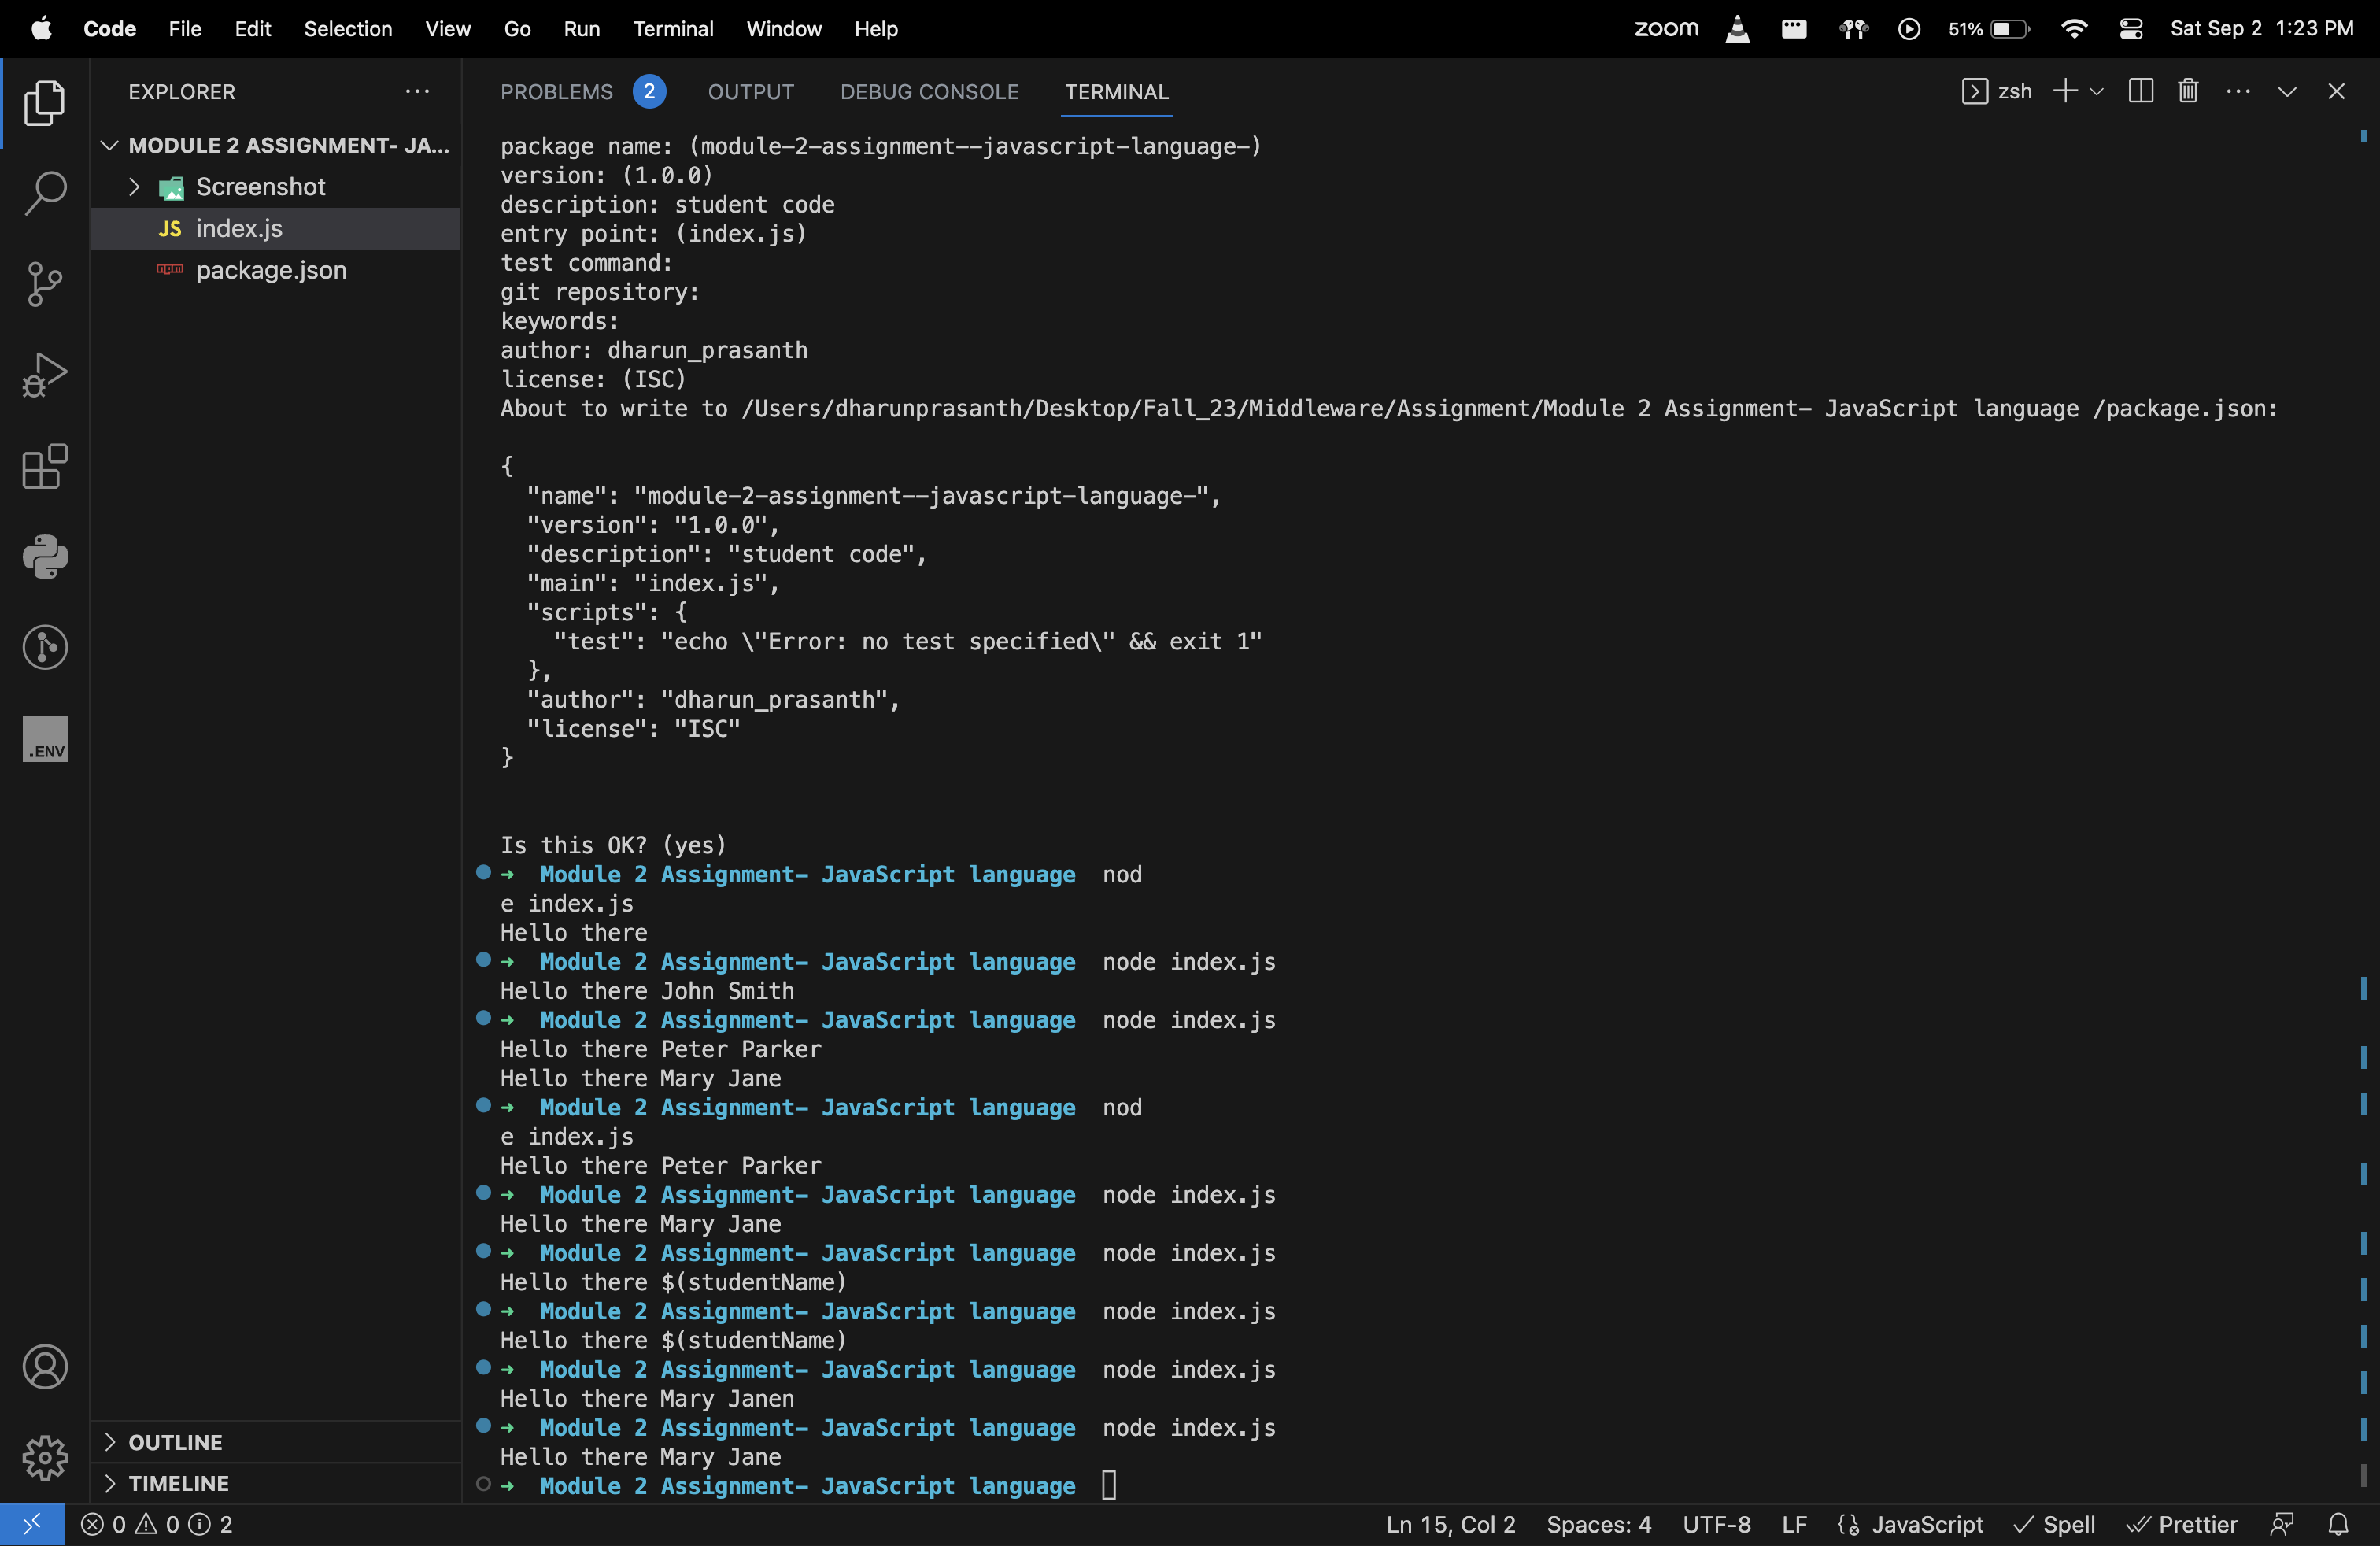 Code File Edit Selection View Go Run Terminal Window Help zoom 51% Sat Sep 2 1:23 PM
EXPLORER ···
MODULE 2 ASSIGNMENT- JA...
Screenshot
JS index.js
package.json
.ENV
OUTLINE
TIMELINE
PROBLEMS 2 OUTPUT DEBUG CONSOLE TERMINAL zsh
package name: (module-2-assignment--javascript-language-)
version: (1.0.0)
description: student code
entry point: (index.js)
test command:
git repository:
keywords:
author: dharun_prasanth
license: (ISC)
About to write to /Users/dharunprasanth/Desktop/Fall_23/Middleware/Assignment/Module 2 Assignment- JavaScript language /package.json:
{
"name": "module-2-assignment--javascript-language-",
"version": "1.0.0",
"description": "student code",
"main": "index.js",
"scripts": {
"test": "echo \"Error: no test specified\" && exit 1"
},
"author": "dharun_prasanth",
"license": "ISC"
}
Is this OK? (yes)
➜ Module 2 Assignment- JavaScript language nod
e index.js
Hello there
➜ Module 2 Assignment- JavaScript language node index.js
Hello there John Smith
➜ Module 2 Assignment- JavaScript language node index.js
Hello there Peter Parker
Hello there Mary Jane
➜ Module 2 Assignment- JavaScript language nod
e index.js
Hello there Peter Parker
➜ Module 2 Assignment- JavaScript language node index.js
Hello there Mary Jane
➜ Module 2 Assignment- JavaScript language node index.js
Hello there $(studentName)
➜ Module 2 Assignment- JavaScript language node index.js
Hello there $(studentName)
➜ Module 2 Assignment- JavaScript language node index.js
Hello there Mary Janen
➜ Module 2 Assignment- JavaScript language node index.js
Hello there Mary Jane
➜ Module 2 Assignment- JavaScript language
0 0 2 Ln 15, Col 2 Spaces: 4 UTF-8 LF JavaScript Spell Prettier